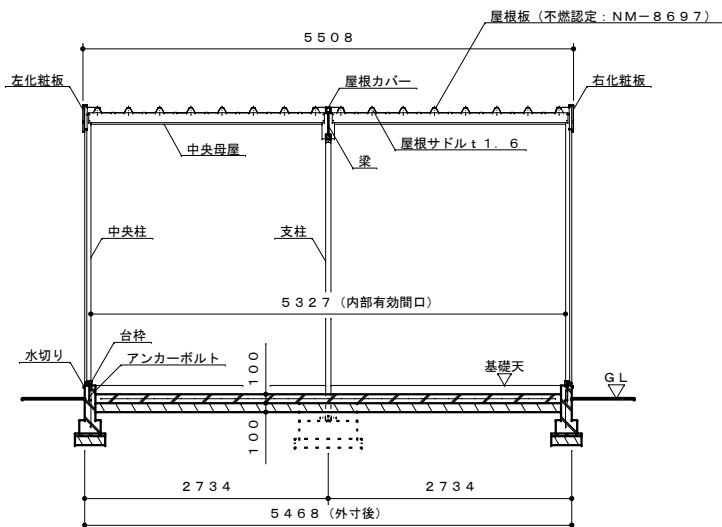 屋根板（不燃認定：NM－8697）
5508
左化粧板
屋根カバー
右化粧板
中央母屋
屋根サドルt1．6
梁
中央柱
支柱
5327（内部有効間口）
台枠
水切り
アンカーボルト
100
基礎天
GL
100
2734
2734
5468（外寸後）